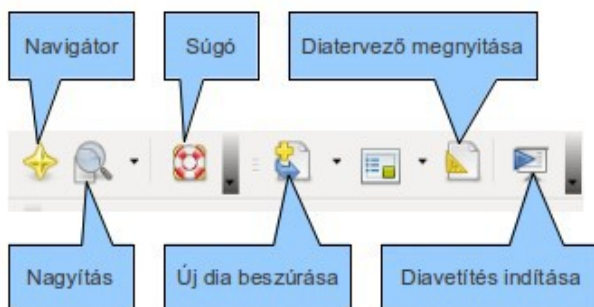 Navigátor
Súgó
Diatervező megnyitása
Nagyítás
Új dia beszúrása
Diavetítés indítása